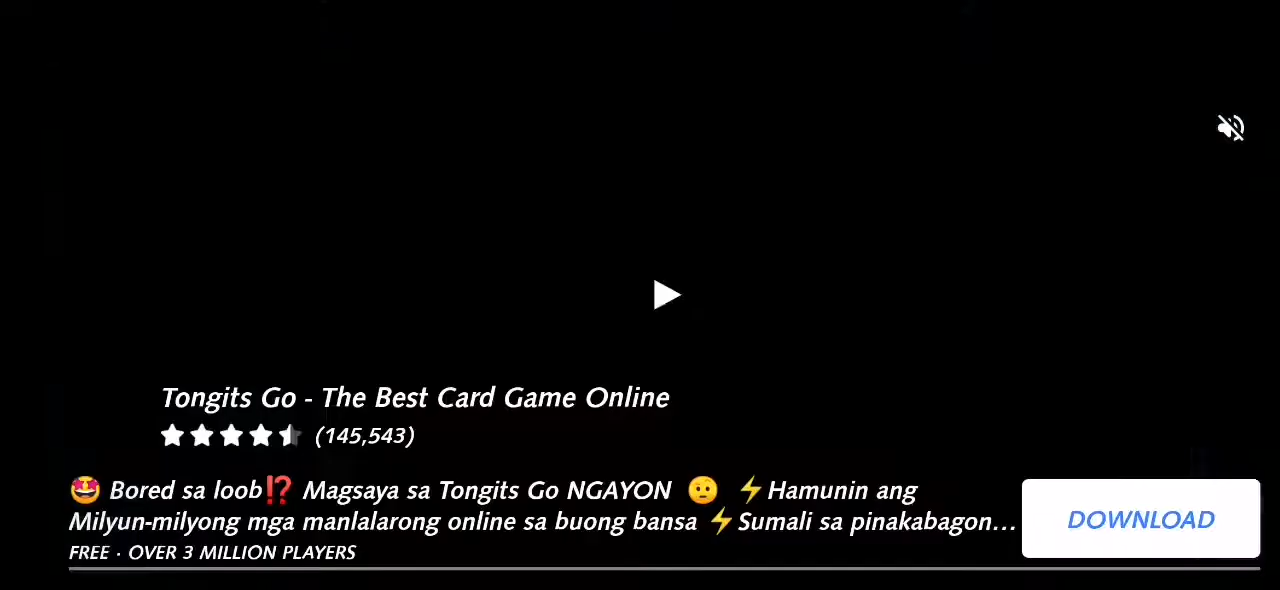 Tongits Go - The Best Card Game Online
(145,543)
🤩 Bored sa loob⁉️ Magsaya sa Tongits Go NGAYON 😉 ⚡Hamunin ang
Milyun-milyong mga manlalarong online sa buong bansa ⚡Sumali sa pinakabagon...
DOWNLOAD
FREE · OVER 3 MILLION PLAYERS